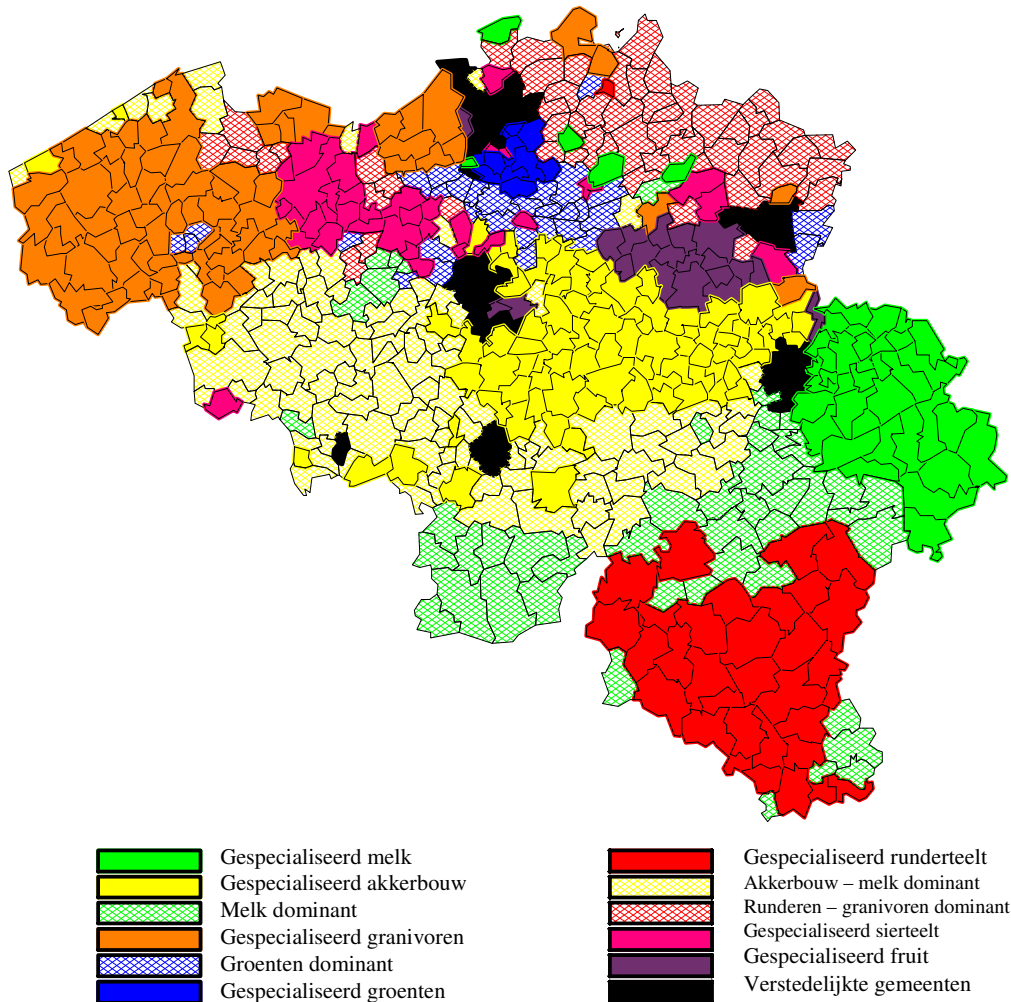 Gespecialiseerd melk
Gespecialiseerd akkerbouw
Melk dominant
Gespecialiseerd granivoren
Groenten dominant
Gespecialiseerd groenten
Gespecialiseerd runderteelt
Akkerbouw – melk dominant
Runderen – granivoren dominant
Gespecialiseerd sierteelt
Gespecialiseerd fruit
Verstedelijkte gemeenten